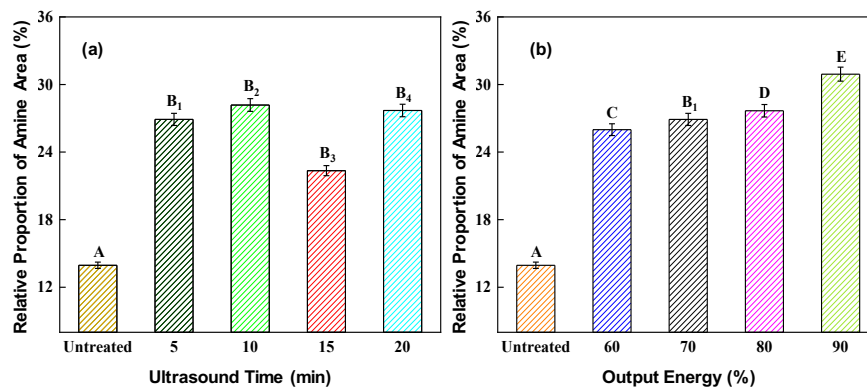 Relative Proportion of Amine Area (%)
36
30
24
18
12
(a)
A
B1
B2
B3
B4
Untreated 5 10 15 20
Ultrasound Time (min)
Relative Proportion of Amine Area (%)
36
30
24
18
12
(b)
A
C
B1
D
E
Untreated 60 70 80 90
Output Energy (%)